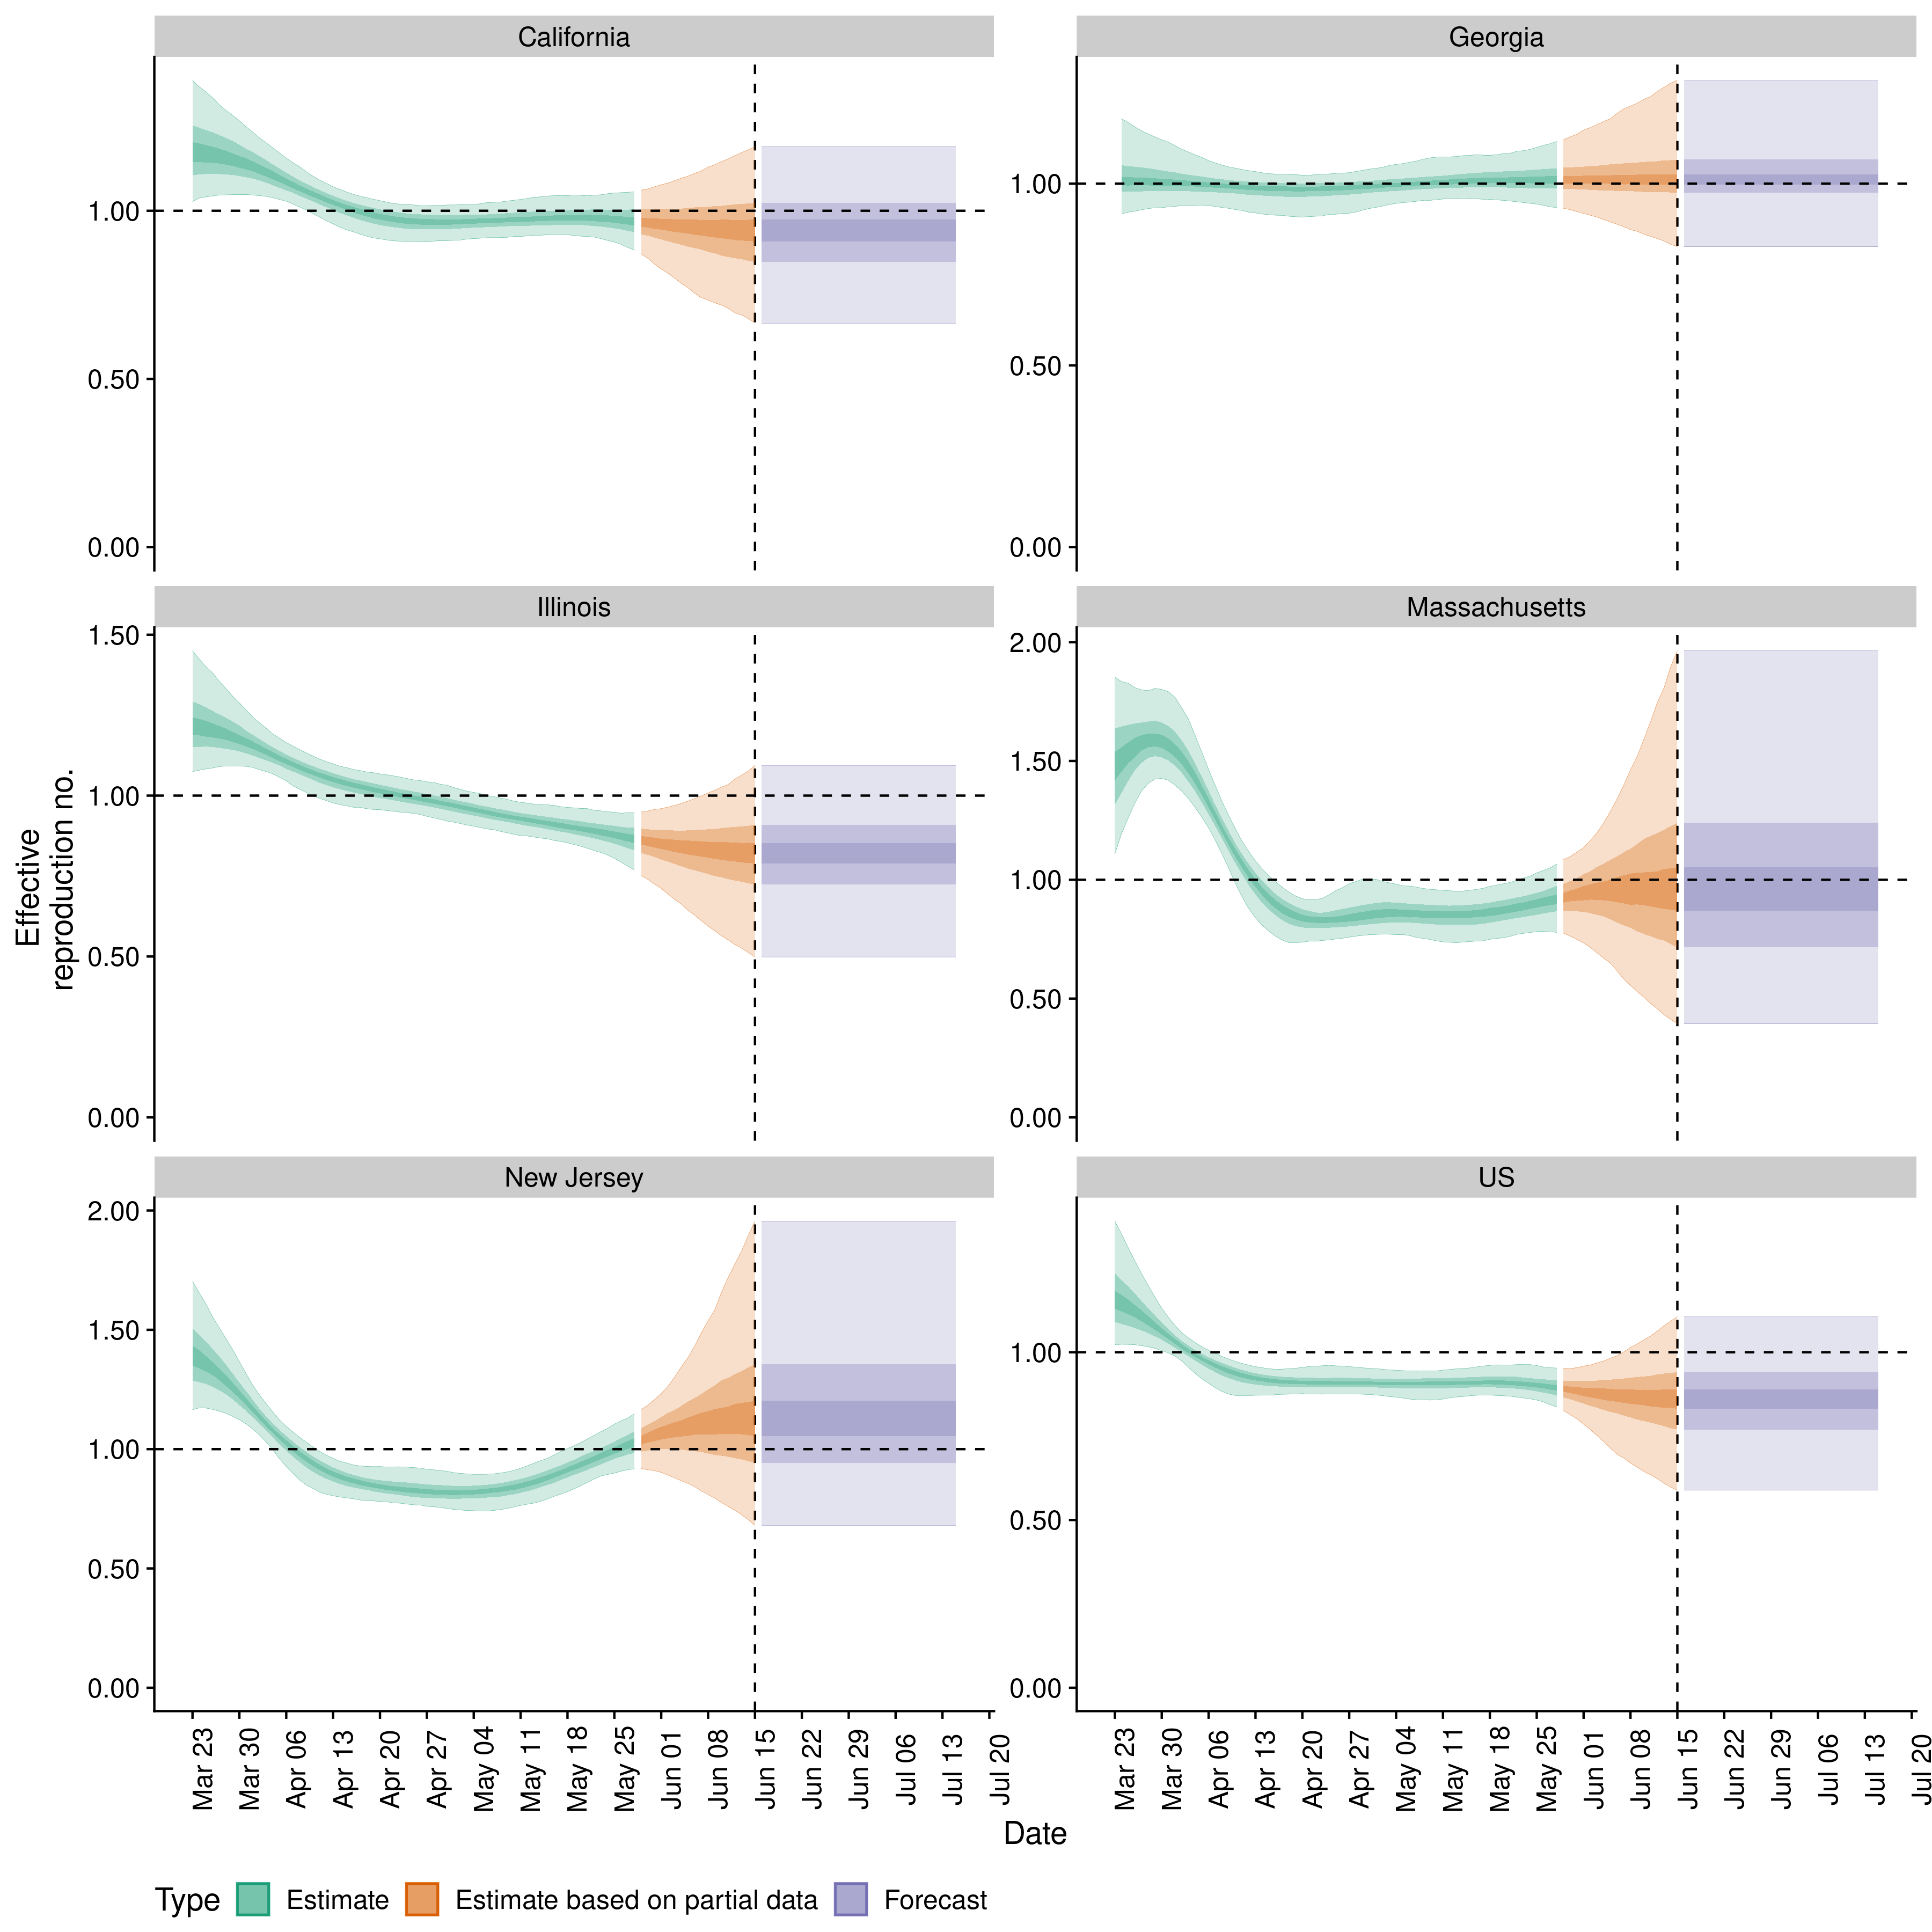 California
Georgia
1.00
0.50
0.00
1.00
0.50
0.00
Illinois
Massachusetts
1.50
1.00
0.50
0.00
2.00
1.50
1.00
0.50
0.00
Effective
reproduction no.
New Jersey
US
2.00
1.50
1.00
0.50
0.00
1.00
0.50
0.00
Mar 23
Mar 30
Apr 06
Apr 13
Apr 20
Apr 27
May 04
May 11
May 18
May 25
Jun 01
Jun 08
Jun 15
Jun 22
Jun 29
Jul 06
Jul 13
Jul 20
Mar 23
Mar 30
Apr 06
Apr 13
Apr 20
Apr 27
May 04
May 11
May 18
May 25
Jun 01
Jun 08
Jun 15
Jun 22
Jun 29
Jul 06
Jul 13
Jul 20
Date
Type Estimate Estimate based on partial data Forecast